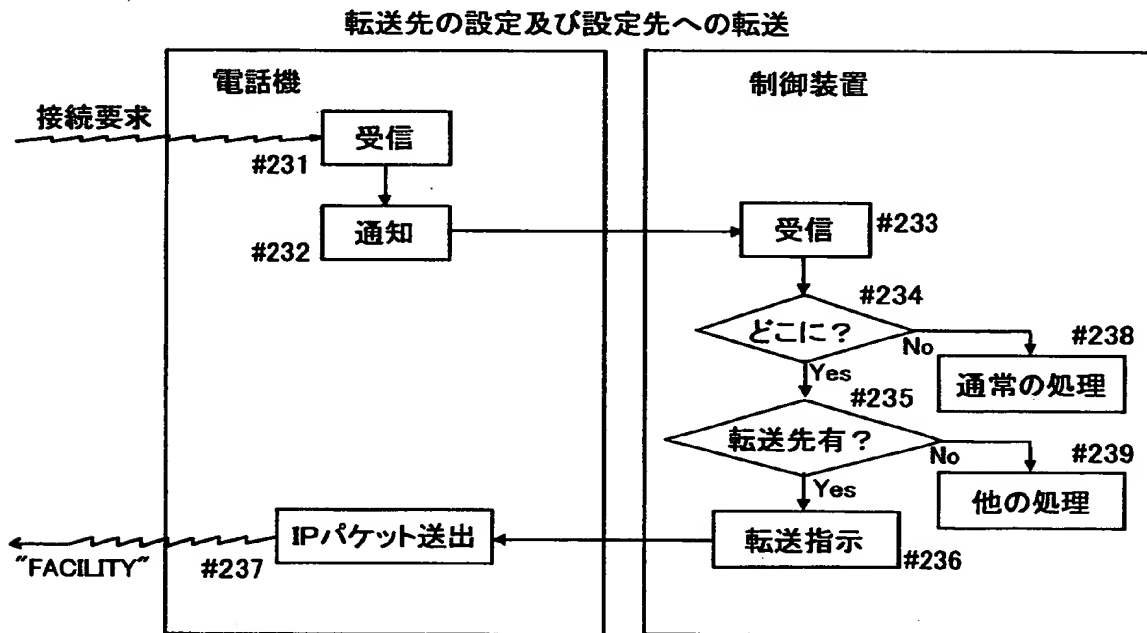 転送先の設定及び設定先への転送
電話機
制御装置
接続要求
受信
#231
通知
#232
受信
#233
#234
どこに?
No
#238
通常の処理
Yes
#235
転送先有?
No
#239
他の処理
Yes
転送指示
#236
IPパケット送出
#237
"FACILITY"